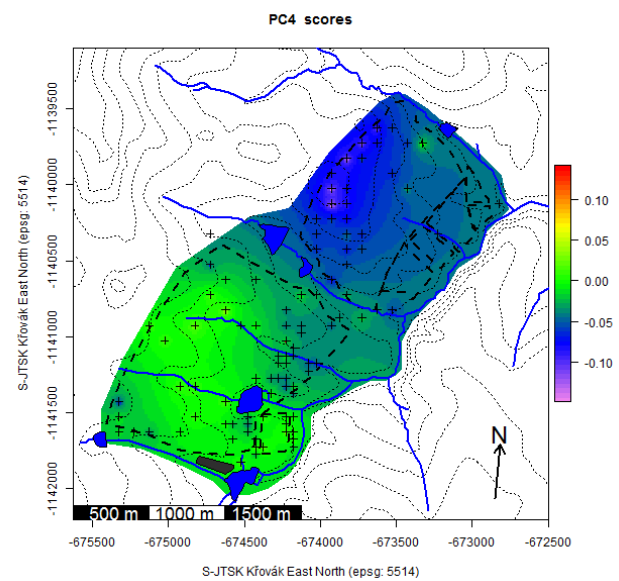 PC4 scores
S-JTSK Křovák East North (epsg: 5514)
-1139500
-1140000
-1140500
-1141000
-1141500
-1142000
0.10
0.05
0.00
-0.05
-0.10
N
500 m 1000 m 1500 m
-675500 -675000 -674500 -674000 -673500 -673000 -672500
S-JTSK Křovák East North (epsg: 5514)